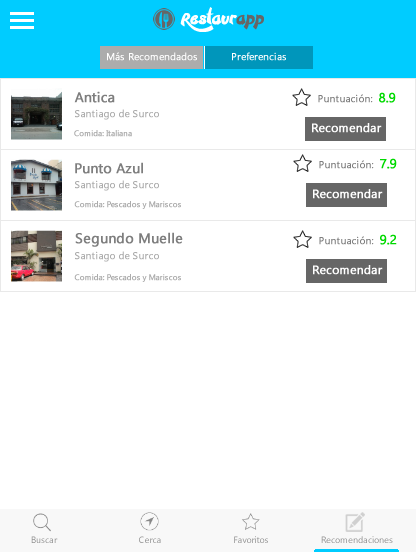 Restaurapp
Más Recomendados Preferencias
Antica
Puntuación: 8.9
Santiago de Surco
Comida: Italiana
Recomendar
Punto Azul
Puntuación: 7.9
Santiago de Surco
Comida: Pescados y Mariscos
Recomendar
Segundo Muelle
Puntuación: 9.2
Santiago de Surco
Comida: Pescados y Mariscos
Recomendar
Buscar Cerca Favoritos Recomendaciones